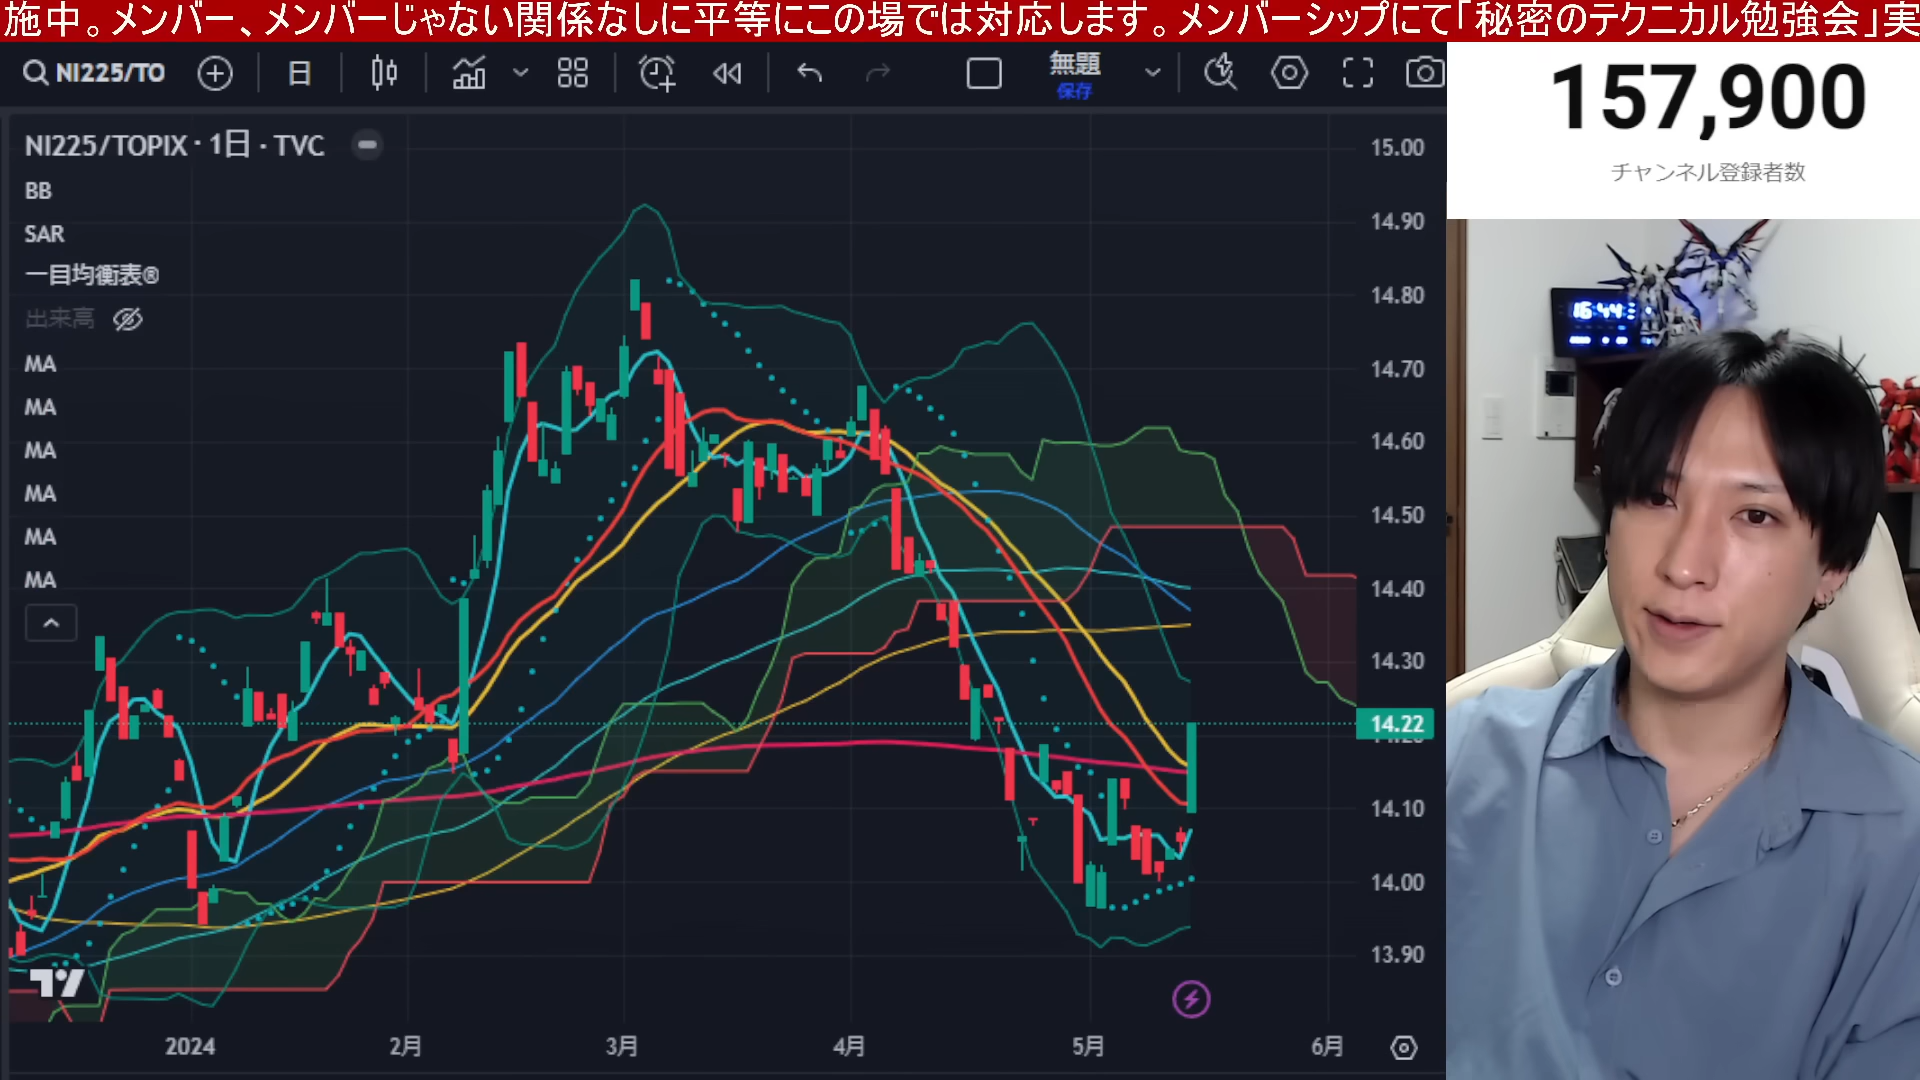 施中。メンバー、メンバーじゃない関係なしに平等にこの場では対応します。メンバーシップにて「秘密のテクニカル勉強会」実
NI225/TO
日
無題
保存
157,900
チャンネル登録者数
NI225/TOPIX · 1日 · TVC
BB
SAR
一目均衡表®
出来高
MA
MA
MA
MA
MA
MA
15.00
14.90
14.80
14.70
14.60
14.50
14.40
14.30
14.22
14.10
14.00
13.90
2024
2月
3月
4月
5月
6月
16:44